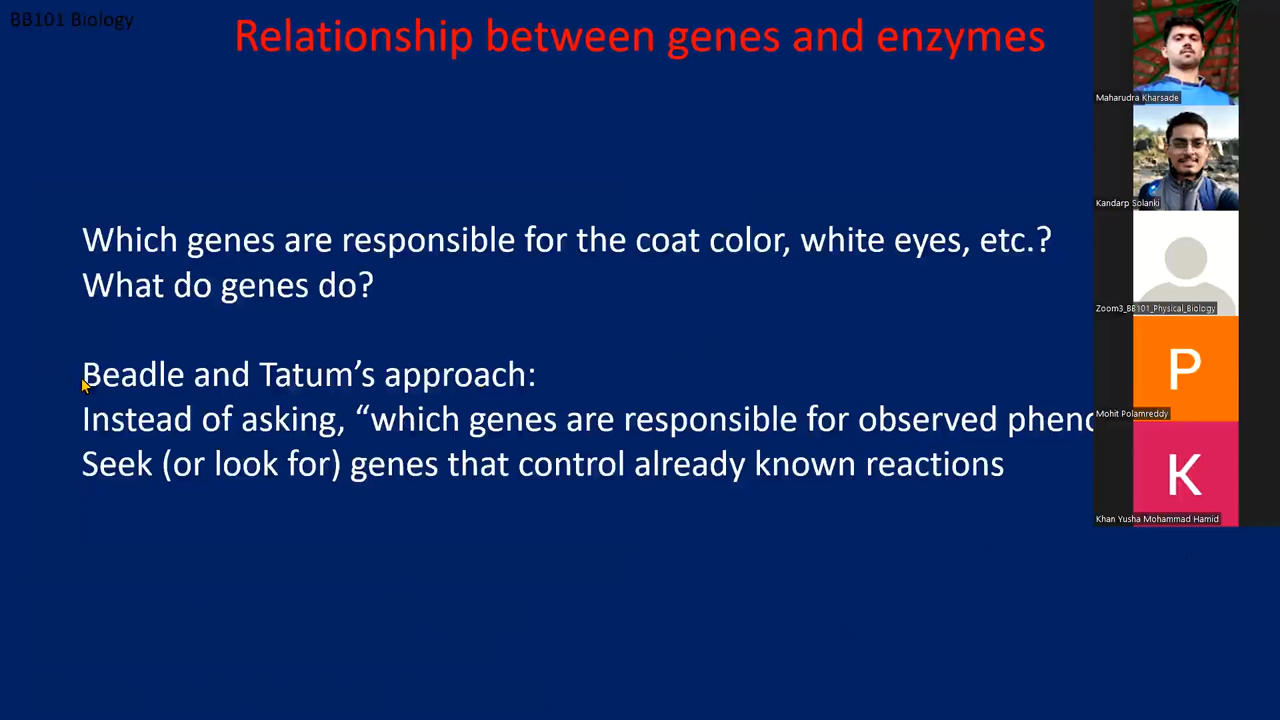 BB101 Biology
Relationship between genes and enzymes
Which genes are responsible for the coat color, white eyes, etc.?
What do genes do?
Beadle and Tatum’s approach:
Instead of asking, “which genes are responsible for observed pheno
Seek (or look for) genes that control already known reactions
Maharudra Kharsade
Kandarp Solanki
Zoom3_BB101_Physical_Biology
P
Mohit Polamreddy
K
Khan Yusha Mohammad Hamid